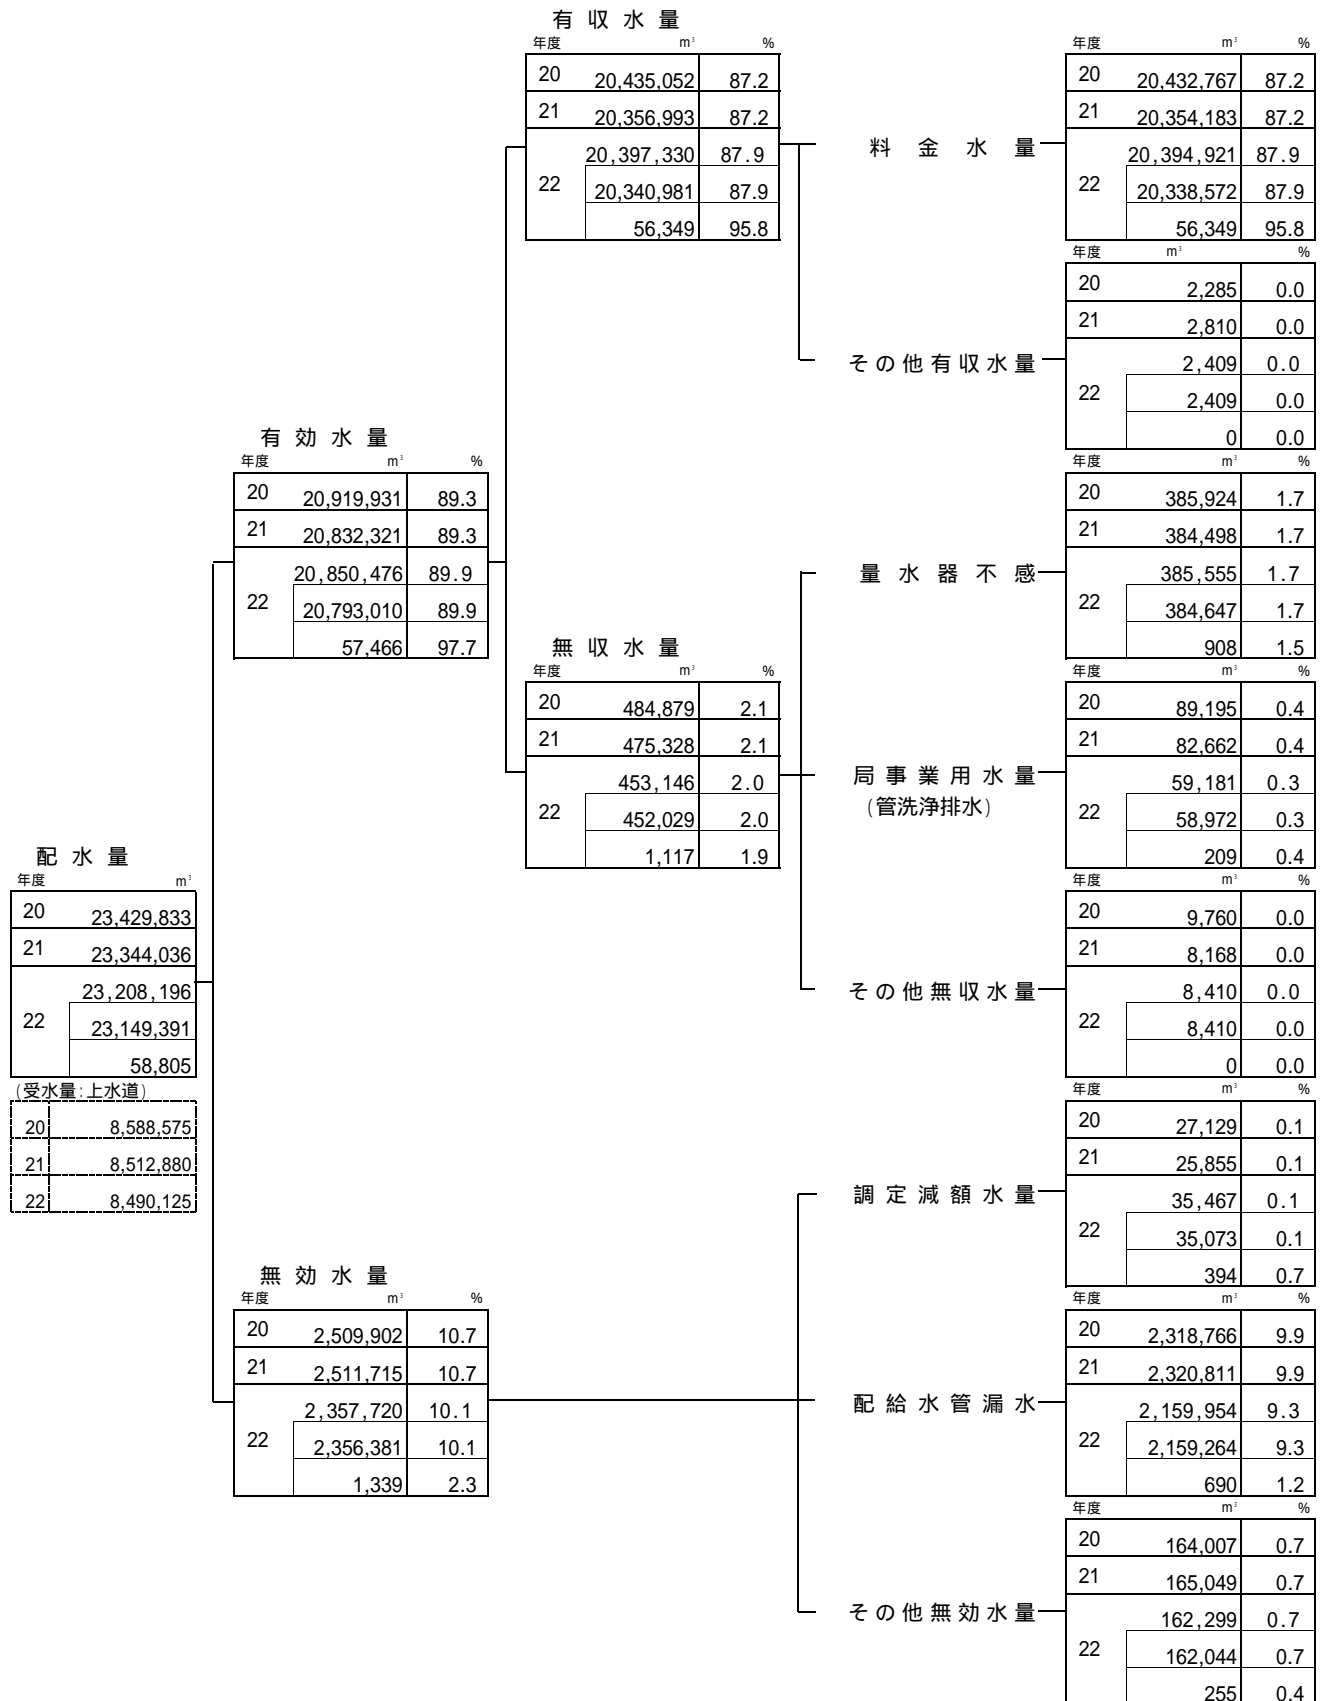 有収水量
年度 m³ %
20 20,435,052 87.2
21 20,356,993 87.2
20,397,330 87.9
22 20,340,981 87.9
56,349 95.8
料金水量
年度 m³ %
20 20,432,767 87.2
21 20,354,183 87.2
20,394,921 87.9
22 20,338,572 87.9
56,349 95.8
その他有収水量
年度 m³ %
20 2,285 0.0
21 2,810 0.0
2,409 0.0
22 2,409 0.0
0 0.0
有効水量
年度 m³ %
20 20,919,931 89.3
21 20,832,321 89.3
20,850,476 89.9
22 20,793,010 89.9
57,466 97.7
量水器不感
年度 m³ %
20 385,924 1.7
21 384,498 1.7
385,555 1.7
22 384,647 1.7
908 1.5
無収水量
年度 m³ %
20 484,879 2.1
21 475,328 2.1
453,146 2.0
22 452,029 2.0
1,117 1.9
局事業用水量
(管洗浄排水)
年度 m³ %
20 89,195 0.4
21 82,662 0.4
59,181 0.3
22 58,972 0.3
209 0.4
配水量
年度 m³
20 23,429,833
21 23,344,036
23,208,196
22 23,149,391
58,805
(受水量:上水道)
20 8,588,575
21 8,512,880
22 8,490,125
その他無収水量
年度 m³ %
20 9,760 0.0
21 8,168 0.0
8,410 0.0
22 8,410 0.0
0 0.0
調定減額水量
年度 m³ %
20 27,129 0.1
21 25,855 0.1
35,467 0.1
22 35,073 0.1
394 0.7
無効水量
年度 m³ %
20 2,509,902 10.7
21 2,511,715 10.7
2,357,720 10.1
22 2,356,381 10.1
1,339 2.3
配給水管漏水
年度 m³ %
20 2,318,766 9.9
21 2,320,811 9.9
2,159,954 9.3
22 2,159,264 9.3
690 1.2
その他無効水量
年度 m³ %
20 164,007 0.7
21 165,049 0.7
162,299 0.7
22 162,044 0.7
255 0.4